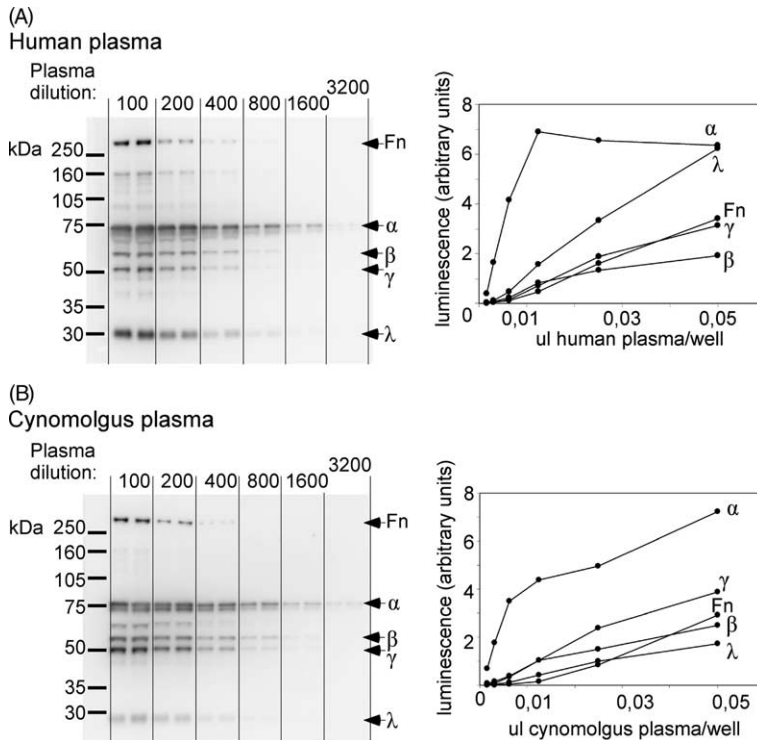 (A)
Human plasma
Plasma
dilution:
100 200 400 800 1600 3200
kDa
250
160
105
75
50
35
30
Fn
α
β
γ
λ
luminescence (arbitrary units)
8
6
4
2
0
0,01 0,03 0,05
ul human plasma/well
α
λ
Fn
γ
β
(B)
Cynomolgus plasma
Plasma
dilution:
100 200 400 800 1600 3200
kDa
250
160
105
75
50
35
30
Fn
α
β
γ
λ
luminescence (arbitrary units)
8
6
4
2
0 0,01 0,03 0,05
ul cynomolgus plasma/well
α
γ
Fn
β
λ